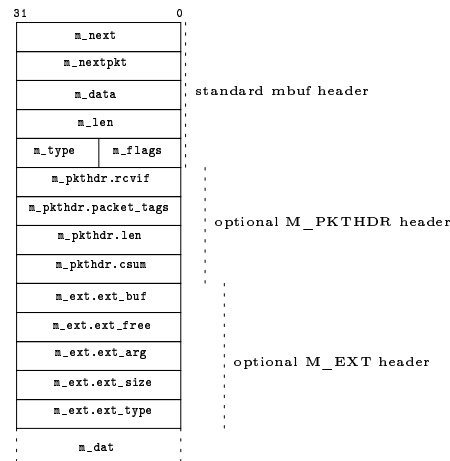 31 0
m_next
m_nextpkt
m_data
standard mbuf header
m_len
m_type m_flags
m_pkthdr.rcvif
m_pkthdr.packet_tags
optional M_PKTHDR header
m_pkthdr.len
m_pkthdr.csum
m_ext.ext_buf
m_ext.ext_free
m_ext.ext_arg
optional M_EXT header
m_ext.ext_size
m_ext.ext_type
m_dat